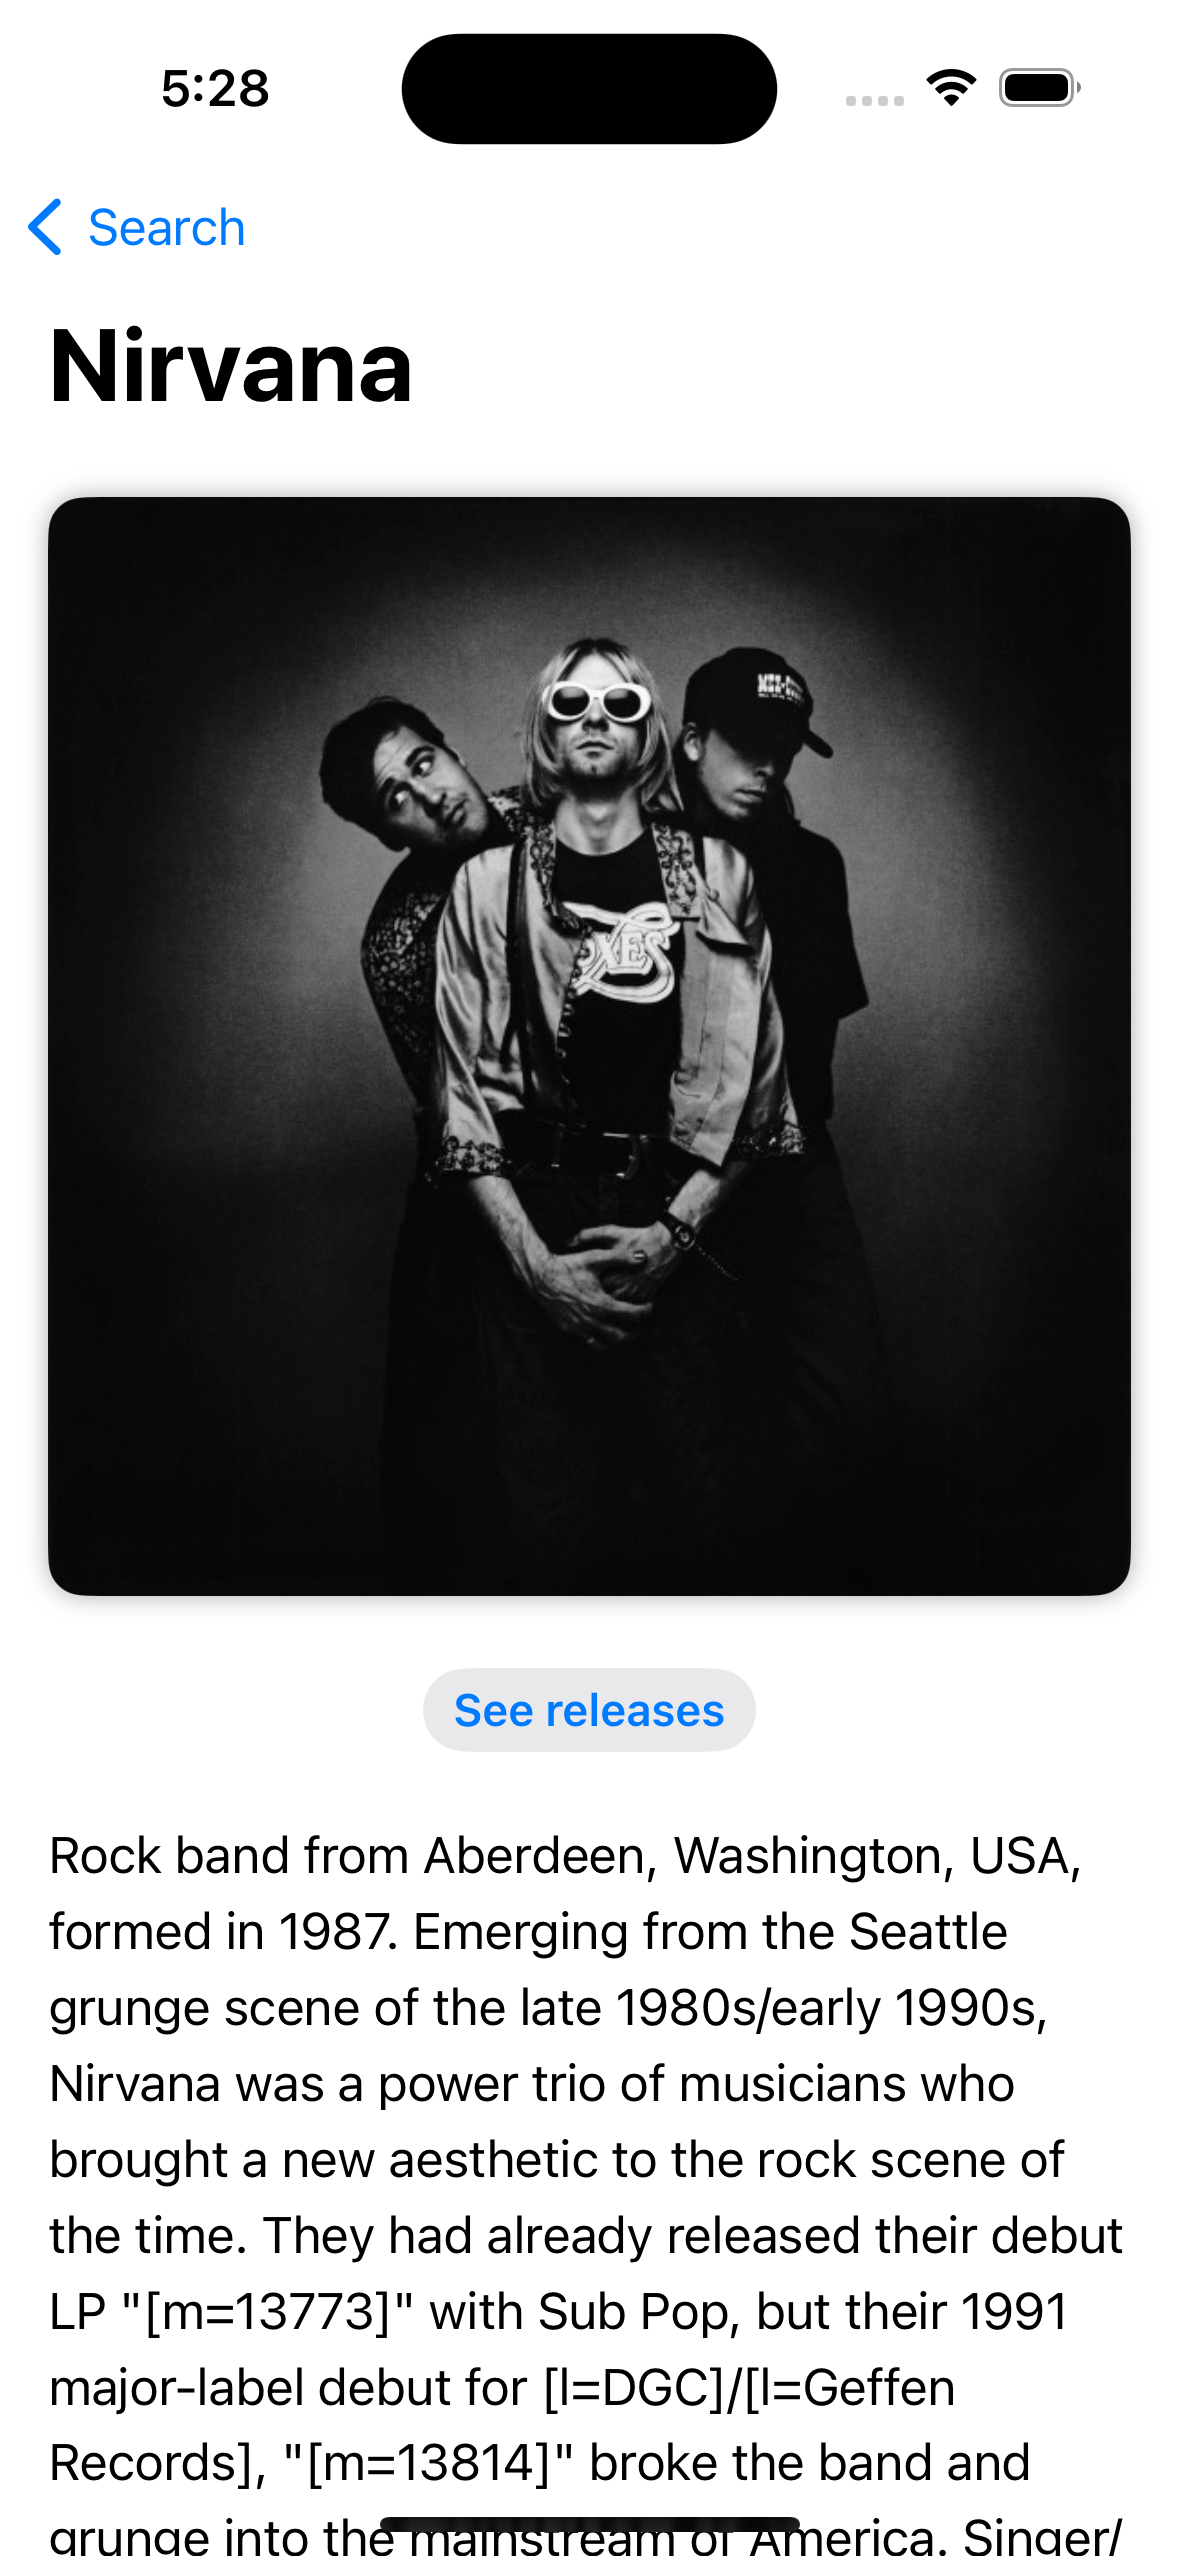 5:28
Search
Nirvana
XES
See releases
Rock band from Aberdeen, Washington, USA,
formed in 1987. Emerging from the Seattle
grunge scene of the late 1980s/early 1990s,
Nirvana was a power trio of musicians who
brought a new aesthetic to the rock scene of
the time. They had already released their debut
LP "[m=13773]" with Sub Pop, but their 1991
major-label debut for [l=DGC]/[l=Geffen
Records], "[m=13814]" broke the band and
grunge into the mainstream of America. Singer/